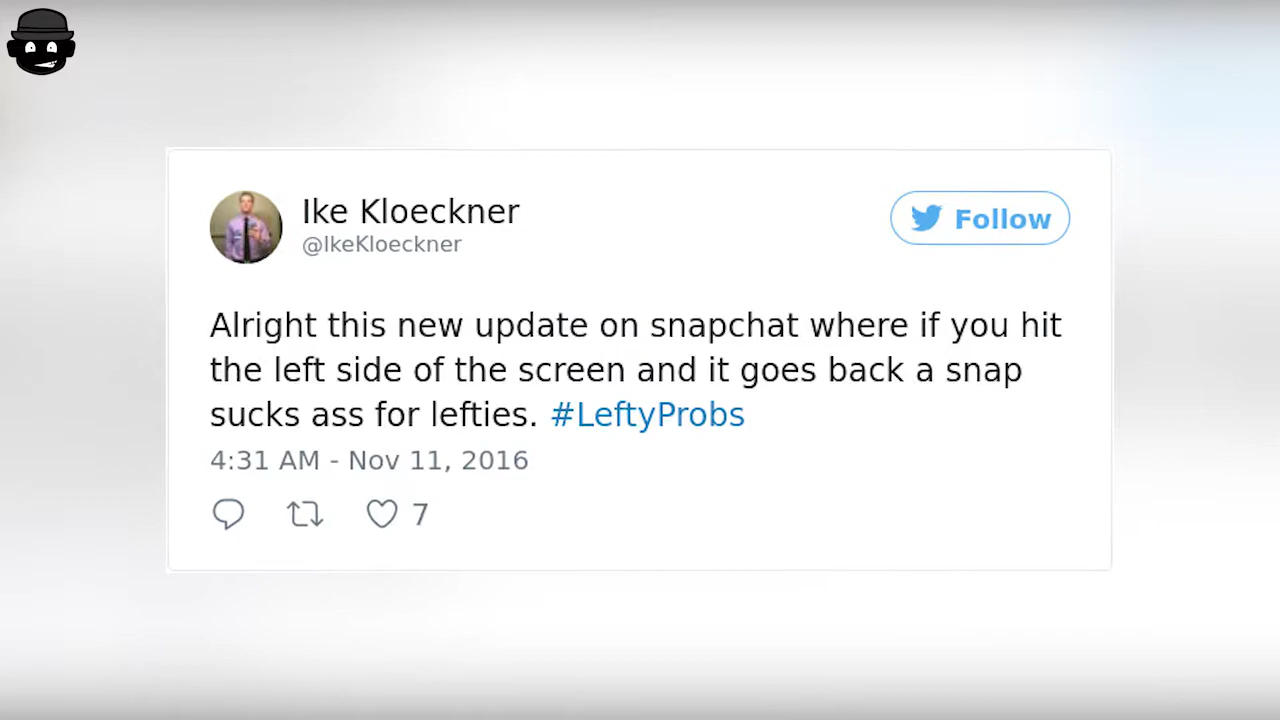 Ike Kloeckner
@IkeKloeckner
Follow
Alright this new update on snapchat where if you hit
the left side of the screen and it goes back a snap
sucks ass for lefties. #LeftyProbs
4:31 AM - Nov 11, 2016
7